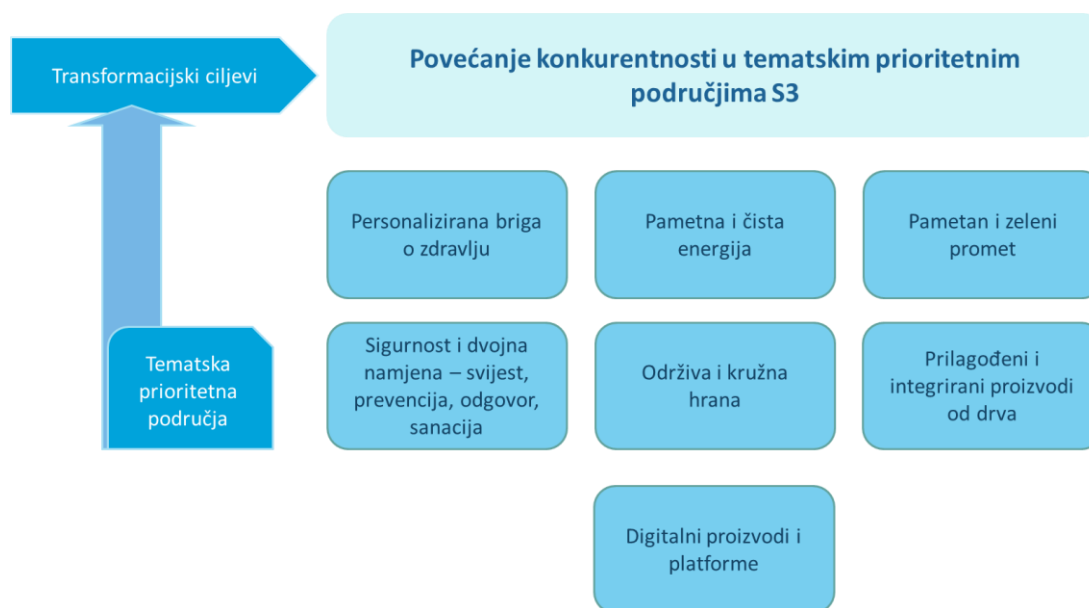 Transformacijski ciljevi
Povećanje konkurentnosti u tematskim prioritetnim
područjima S3
Personalizirana briga
o zdravlju
Pametna i čista
energija
Pametan i zeleni
promet
Tematska
prioritetna
područja
Sigurnost i dvojna
namjena – svijest,
prevencija, odgovor,
sanacija
Održiva i kružna
hrana
Prilagođeni i
integrirani proizvodi
od drva
Digitalni proizvodi i
platforme